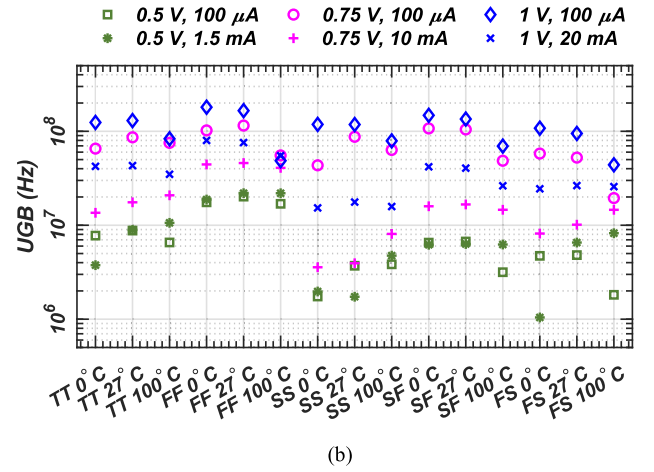 0.5 V, 100 μA 0.75 V, 100 μA 1 V, 100 μA
0.5 V, 1.5 mA 0.75 V, 10 mA 1 V, 20 mA
UGB (Hz)
10^8
10^7
10^6
TT 0° C
TT 27° C
TT 100° C
FF 0° C
FF 27° C
FF 100° C
SS 0° C
SS 27° C
SS 100° C
SF 0° C
SF 27° C
SF 100° C
FS 0° C
FS 27° C
FS 100 C
(b)